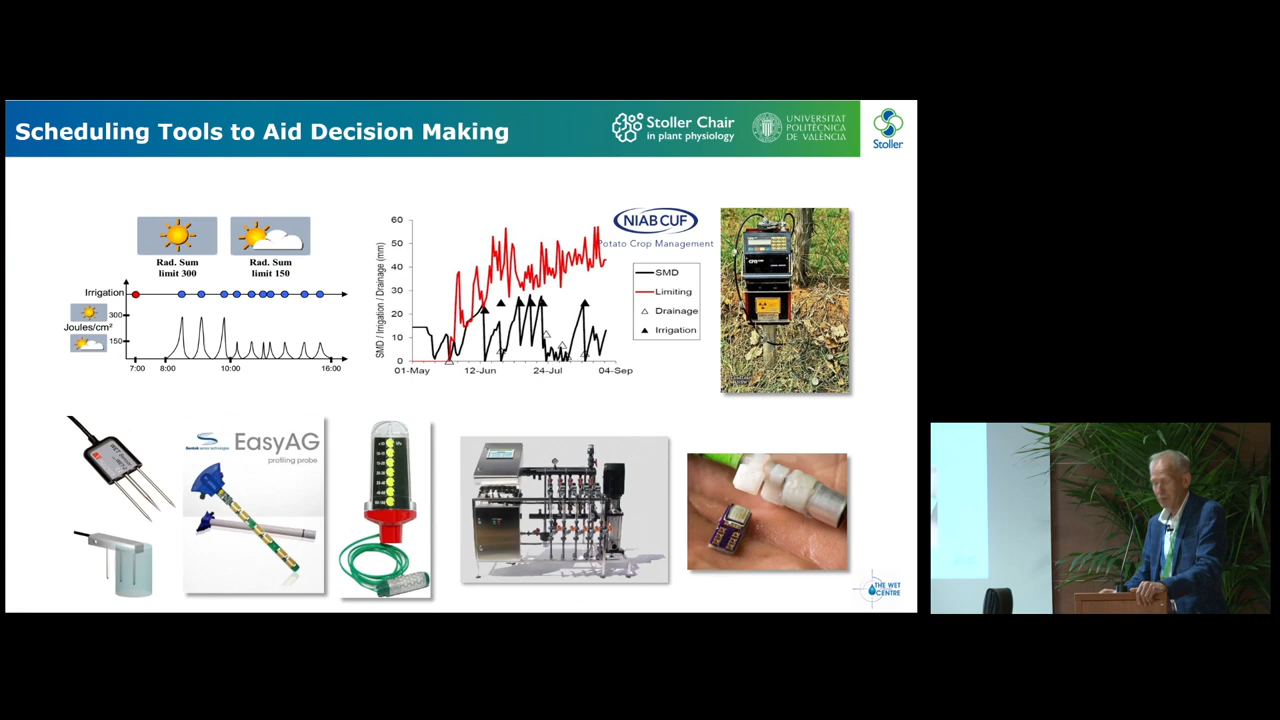 Scheduling Tools to Aid Decision Making
Stoller Chair
in plant physiology
UNIVERSITAT
POLITÈCNICA
DE VALÈNCIA
Stoller
Rad. Sum
limit 300
Rad. Sum
limit 150
Irrigation
300
Joules/cm²
150
7:00 8:00 10:00 16:00
SMD / Irrigation / Drainage (mm)
60
50
40
30
20
10
0
01-May 12-Jun 24-Jul 04-Sep
NIAB CUF
Potato Crop Management
SMD
Limiting
Drainage
Irrigation
Sentek sensor technologies
EasyAG
profiling probe
THE WET
CENTRE